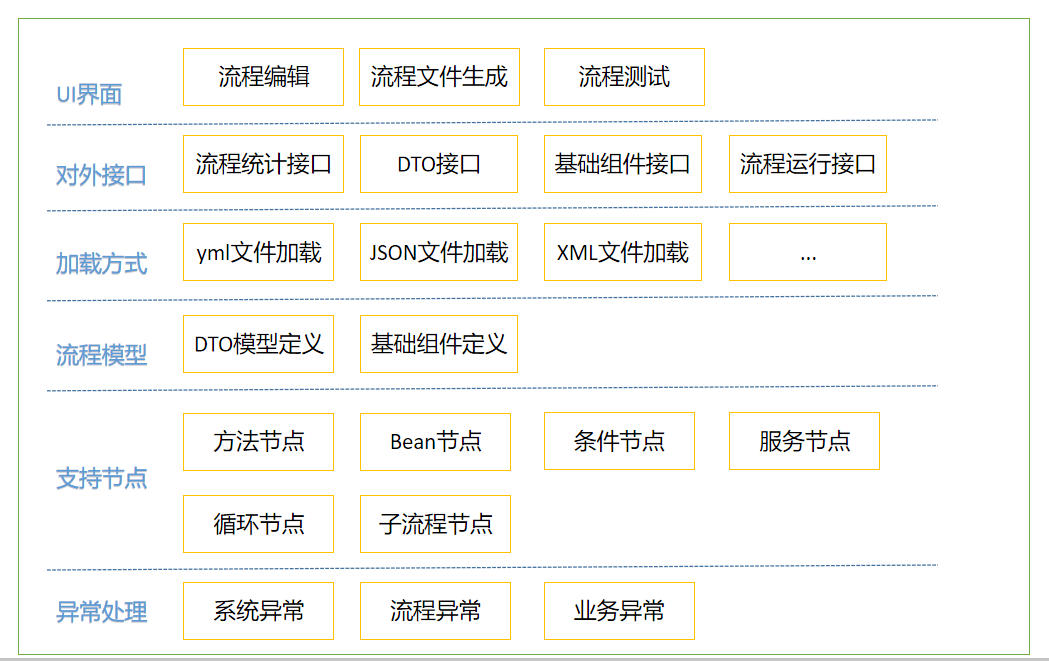 UI界面
流程编辑
流程文件生成
流程测试
对外接口
流程统计接口
DTO接口
基础组件接口
流程运行接口
加载方式
yml文件加载
JSON文件加载
XML文件加载
...
流程模型
DTO模型定义
基础组件定义
支持节点
方法节点
Bean节点
条件节点
服务节点
循环节点
子流程节点
异常处理
系统异常
流程异常
业务异常